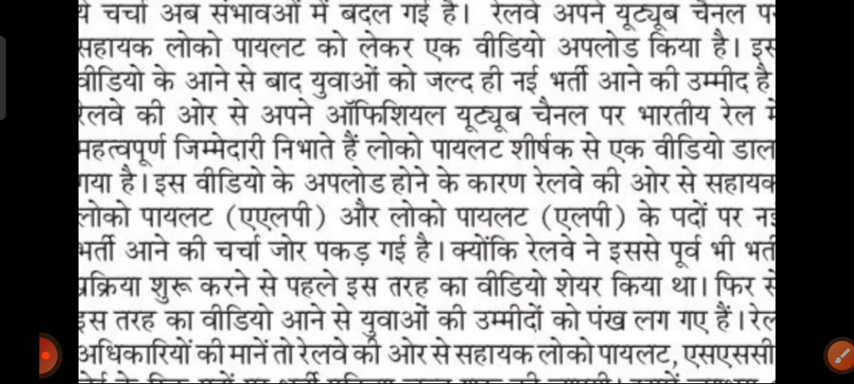 ये चर्चा अब संभावओं में बदल गई है। रेलवे अपने यूट्यूब चैनल पर
सहायक लोको पायलट को लेकर एक वीडियो अपलोड किया है। इस
वीडियो के आने से बाद युवाओं को जल्द ही नई भर्ती आने की उम्मीद है
रेलवे की ओर से अपने ऑफिशियल यूट्यूब चैनल पर भारतीय रेल में
महत्वपूर्ण जिम्मेदारी निभाते हैं लोको पायलट शीर्षक से एक वीडियो डाल
गया है। इस वीडियो के अपलोड होने के कारण रेलवे की ओर से सहायक
लोको पायलट (एएलपी) और लोको पायलट (एलपी) के पदों पर नइ
भर्ती आने की चर्चा जोर पकड़ गई है। क्योंकि रेलवे ने इससे पूर्व भी भर्ती
प्रक्रिया शुरू करने से पहले इस तरह का वीडियो शेयर किया था। फिर से
इस तरह का वीडियो आने से युवाओं की उम्मीदों को पंख लग गए हैं। रेल
अधिकारियों की मानें तो रेलवे की ओर से सहायक लोको पायलट, एसएससी